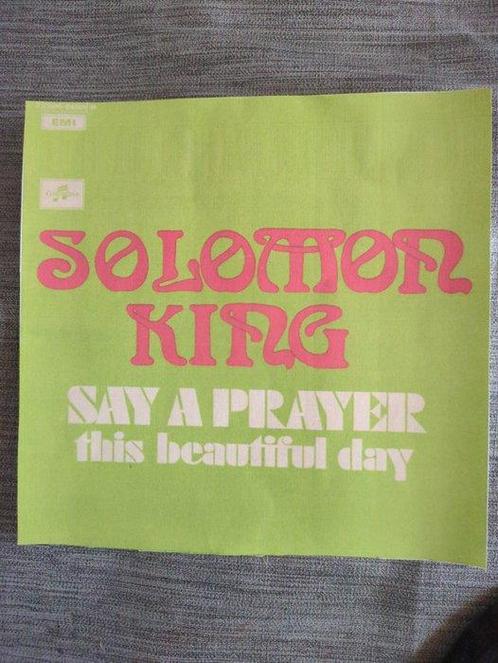 EMI
SOLOMON
KING
SAY A PRAYER
this beautiful day